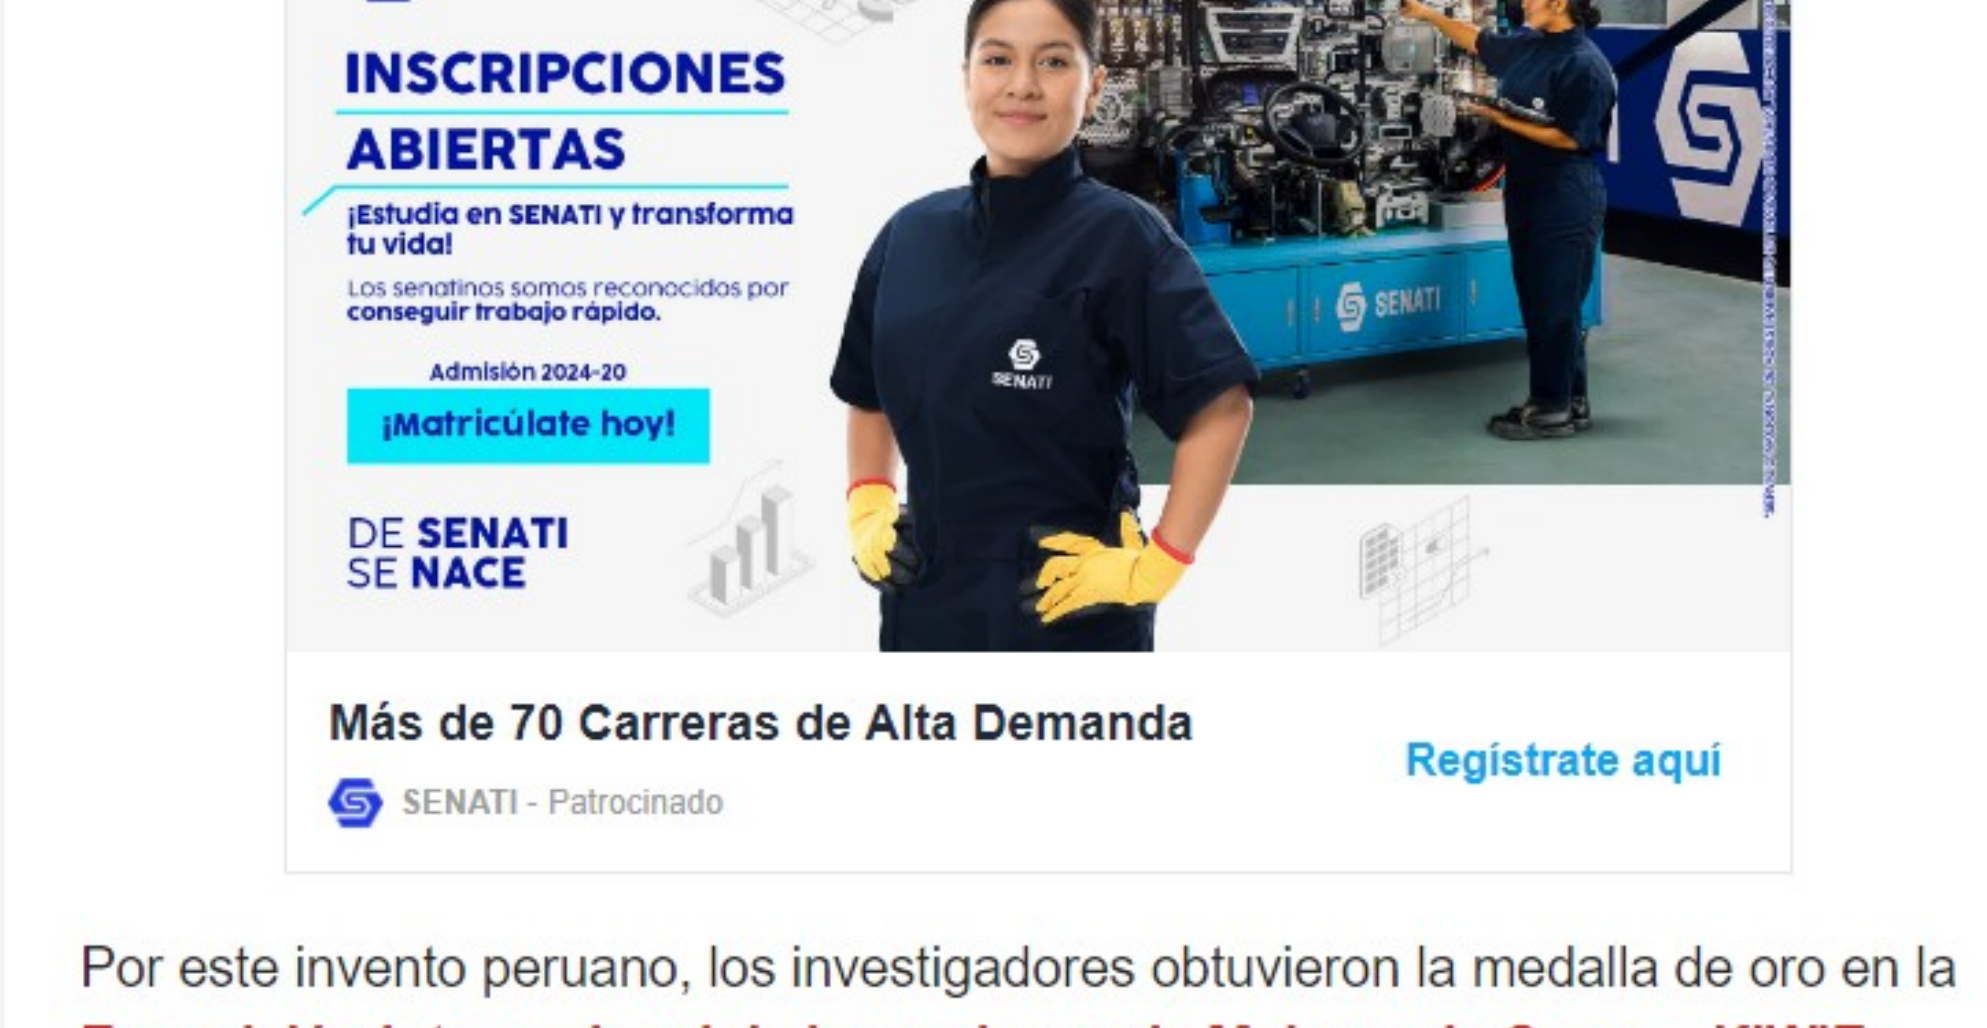 INSCRIPCIONES
ABIERTAS
¡Estudia en SENATI y transforma
tu vida!
Los senatinos somos reconocidos por
conseguir trabajo rápido.
Admisión 2024-20
¡Matricúlate hoy!
DE SENATI
SE NACE
SENATI
SENATI
Más de 70 Carreras de Alta Demanda
Regístrate aquí
SENATI - Patrocinado
Por este invento peruano, los investigadores obtuvieron la medalla de oro en la